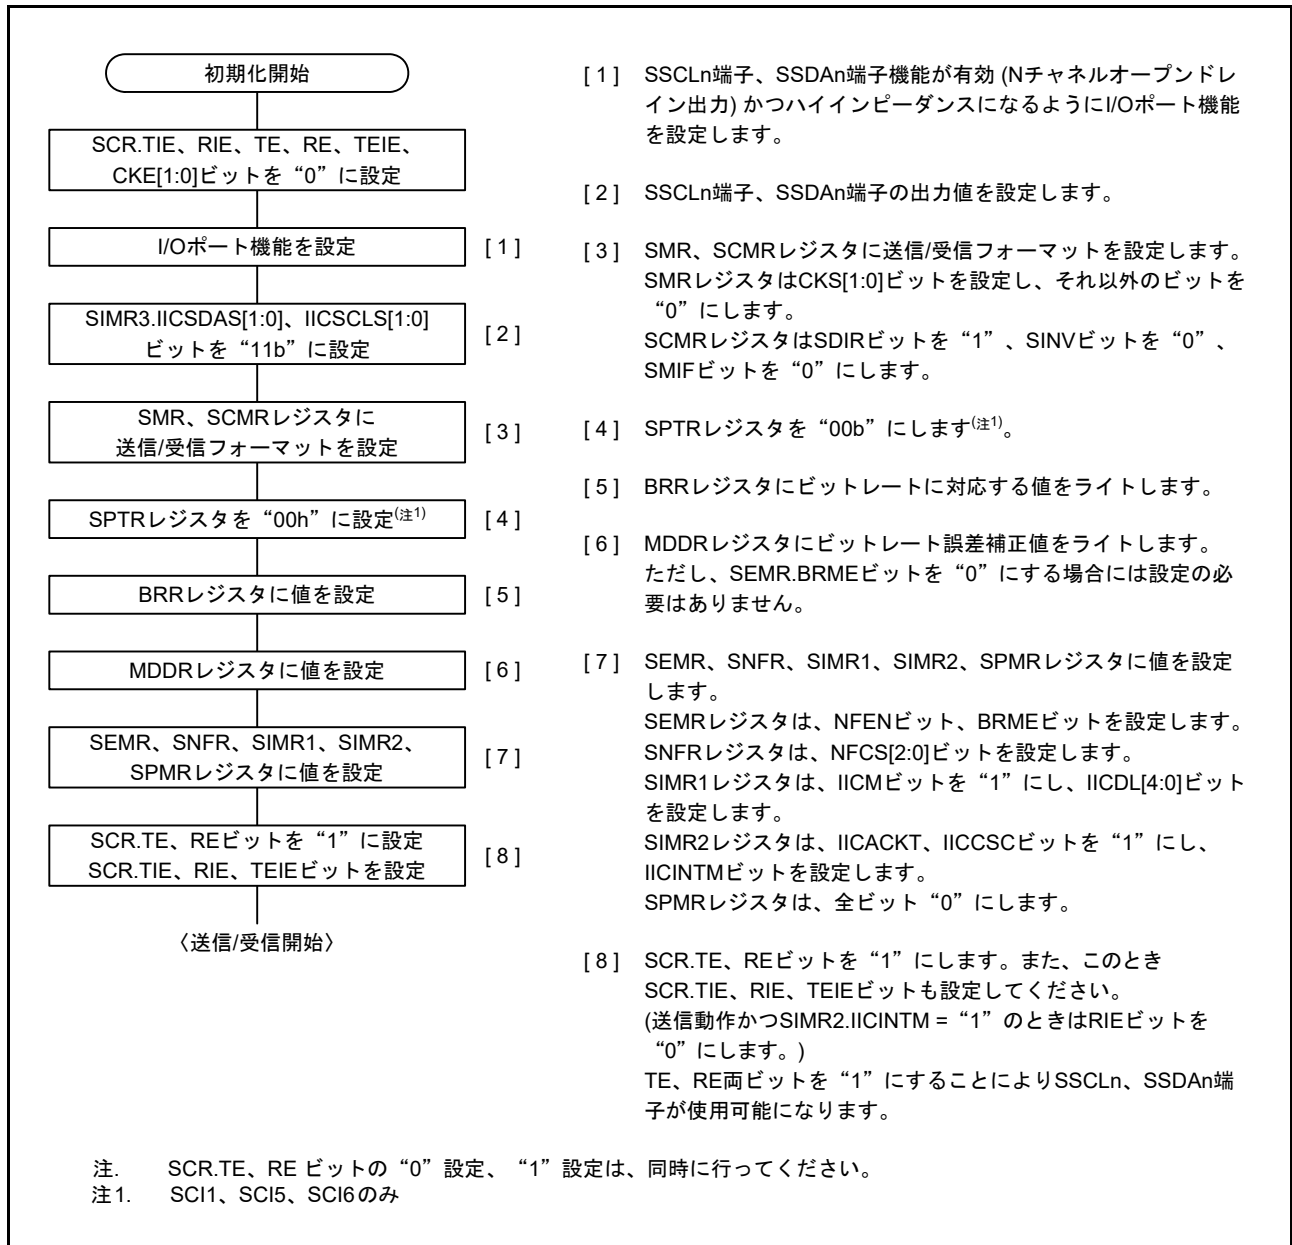 初期化開始
SCR.TIE、RIE、TE、RE、TEIE、
CKE[1:0]ビットを“0”に設定
I/Oポート機能を設定
[ 1 ]
SIMR3.IICSDAS[1:0]、IICSCLS[1:0]
ビットを“11b”に設定
[ 2 ]
SMR、SCMRレジスタに
送信/受信フォーマットを設定
[ 3 ]
SPTRレジスタを“00h”に設定(注1)
[ 4 ]
BRRレジスタに値を設定
[ 5 ]
MDDRレジスタに値を設定
[ 6 ]
SEMR、SNFR、SIMR1、SIMR2、
SPMRレジスタに値を設定
[ 7 ]
SCR.TE、REビットを“1”に設定
SCR.TIE、RIE、TEIEビットを設定
[ 8 ]
〈送信/受信開始〉
[ 1 ] SSCLn端子、SSDAn端子機能が有効 (Nチャネルオープンドレ
イン出力) かつハイインピーダンスになるようにI/Oポート機能
を設定します。
[ 2 ] SSCLn端子、SSDAn端子の出力値を設定します。
[ 3 ] SMR、SCMRレジスタに送信/受信フォーマットを設定します。
SMRレジスタはCKS[1:0]ビットを設定し、それ以外のビットを
“0”にします。
SCMRレジスタはSDIRビットを“1”、SINVビットを“0”、
SMIFビットを“0”にします。
[ 4 ] SPTRレジスタを“00b”にします(注1)。
[ 5 ] BRRレジスタにビットレートに対応する値をライトします。
[ 6 ] MDDRレジスタにビットレート誤差補正値をライトします。
ただし、SEMR.BRMEビットを“0”にする場合には設定の必
要はありません。
[ 7 ] SEMR、SNFR、SIMR1、SIMR2、SPMRレジスタに値を設定
します。
SEMRレジスタは、NFENビット、BRMEビットを設定します。
SNFRレジスタは、NFCS[2:0]ビットを設定します。
SIMR1レジスタは、IICMビットを“1”にし、IICDL[4:0]ビット
を設定します。
SIMR2レジスタは、IICACKT、IICCSCビットを“1”にし、
IICINTMビットを設定します。
SPMRレジスタは、全ビット“0”にします。
[ 8 ] SCR.TE、REビットを“1”にします。また、このとき
SCR.TIE、RIE、TEIEビットも設定してください。
(送信動作かつSIMR2.IICINTM =“1”のときはRIEビットを
“0”にします。)
TE、RE両ビットを“1”にすることによりSSCLn、SSDAn端
子が使用可能になります。
注. SCR.TE、RE ビットの“0”設定、“1”設定は、同時に行ってください。
注1. SCI1、SCI5、SCI6のみ